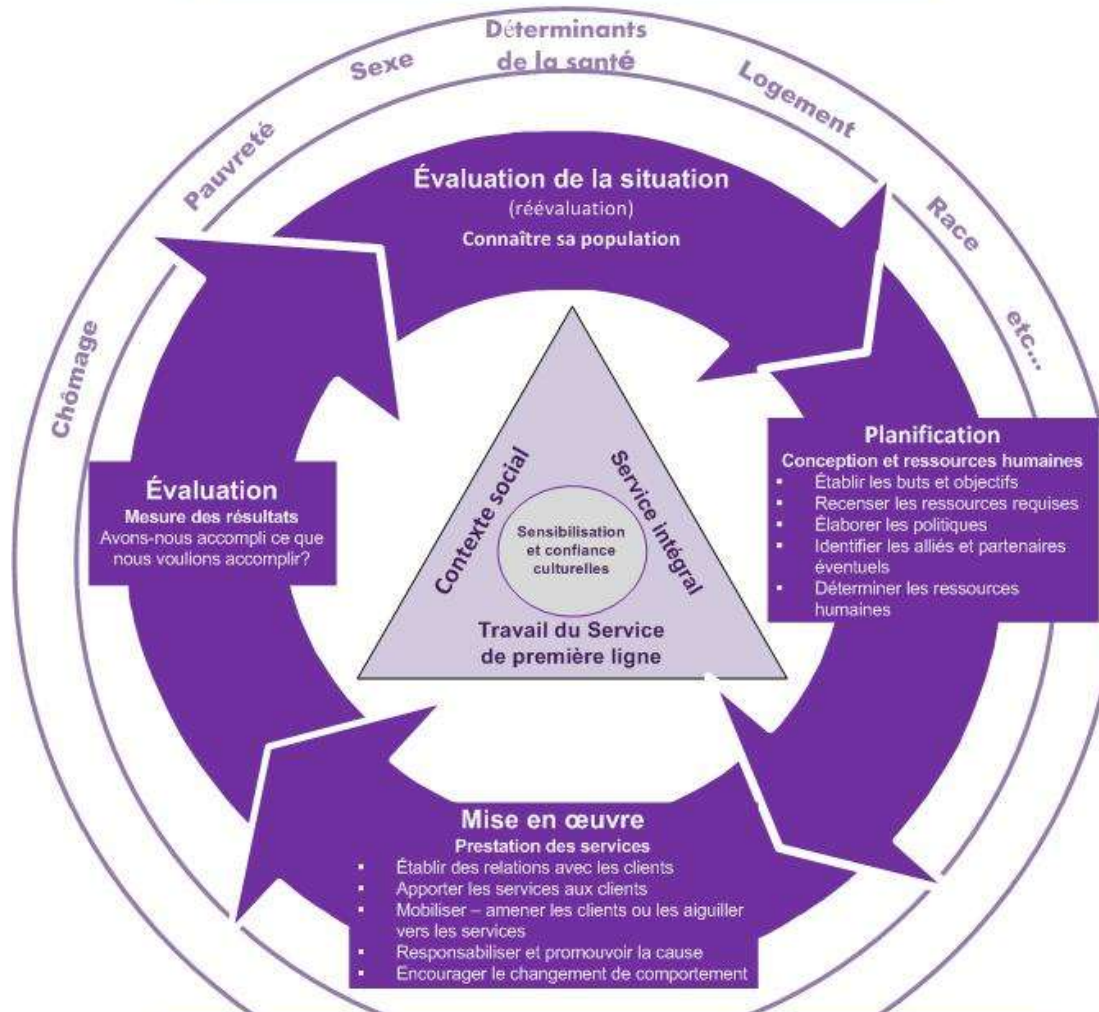 Déterminants
de la santé
Sexe
Logement
Pauvreté
Race
Chômage
etc...
Évaluation de la situation
(réévaluation)
Connaître sa population
Planification
Conception et ressources humaines
▪ Établir les buts et objectifs
▪ Recenser les ressources requises
▪ Élaborer les politiques
▪ Identifier les alliés et partenaires
éventuels
▪ Déterminer les ressources
humaines
Évaluation
Mesure des résultats
Avons-nous accompli ce que
nous voulions accomplir?
Contexte social
Service intégral
Sensibilisation
et confiance
culturelles
Travail du Service
de première ligne
Mise en œuvre
Prestation des services
▪ Établir des relations avec les clients
▪ Apporter les services aux clients
▪ Mobiliser – amener les clients ou les aiguiller
vers les services
▪ Responsabiliser et promouvoir la cause
▪ Encourager le changement de comportement